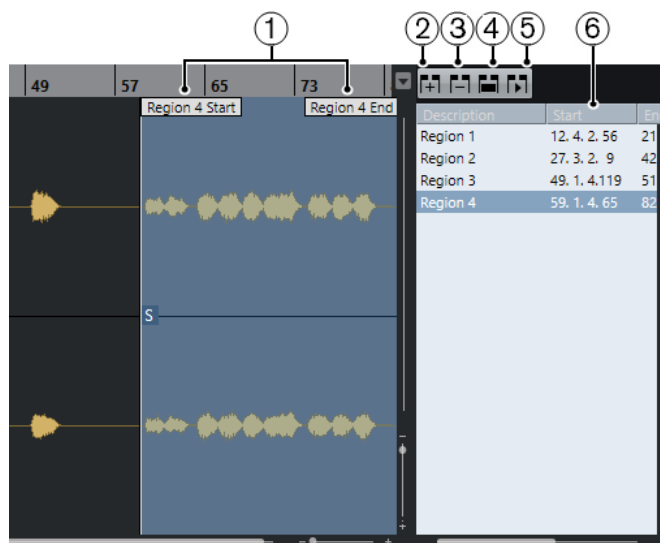 1 2 3 4 5 6
49 57 65 73
Region 4 Start Region 4 End
Description Start En
Region 1 12. 4. 2. 56 21
Region 2 27. 3. 2. 9 42
Region 3 49. 1. 4.119 51
Region 4 59. 1. 4. 65 82
S